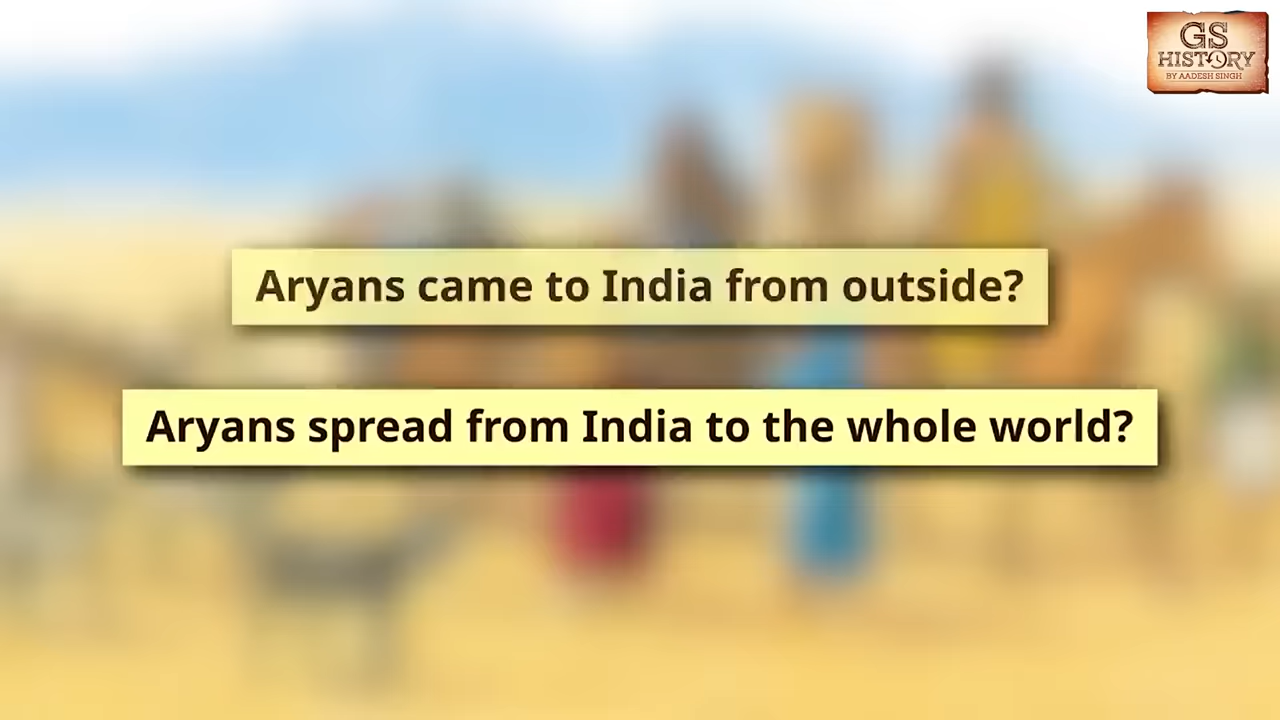 GS
HISTORY
BY AADESH SINGH
Aryans came to India from outside?
Aryans spread from India to the whole world?